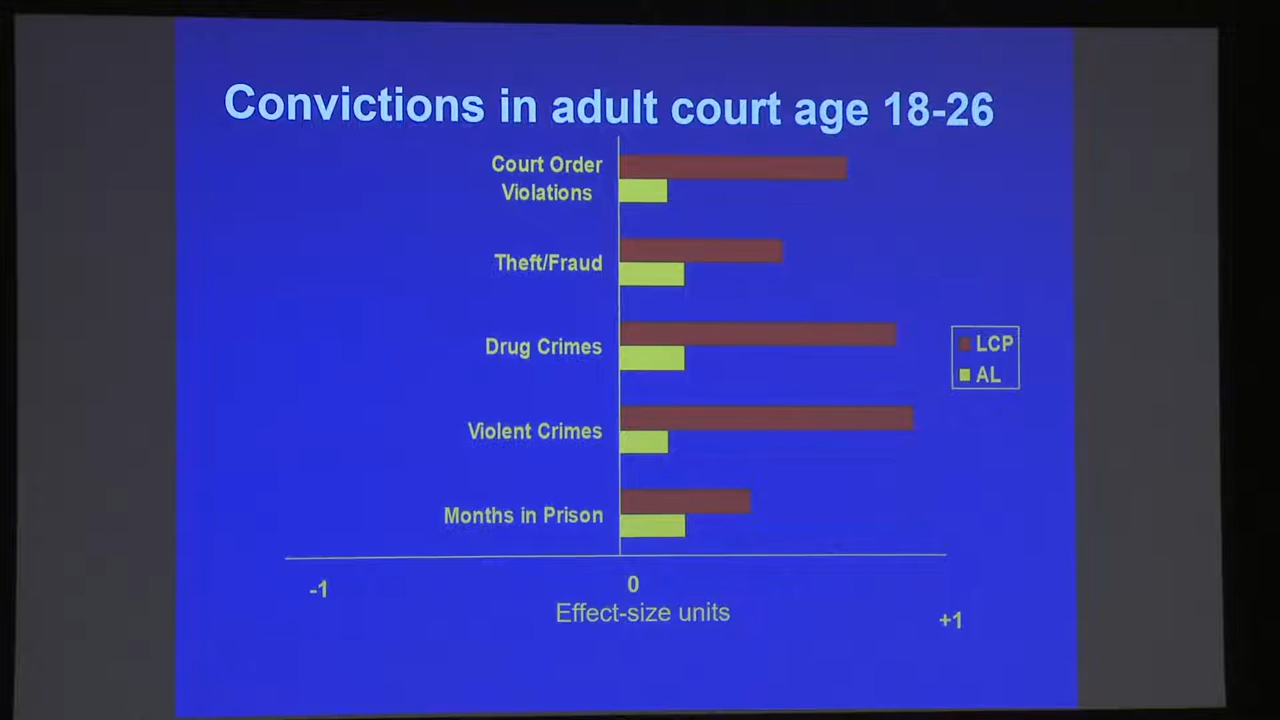 Convictions in adult court age 18-26
Court Order
Violations
Theft/Fraud
Drug Crimes
LCP
AL
Violent Crimes
Months in Prison
-1
0
Effect-size units
+1